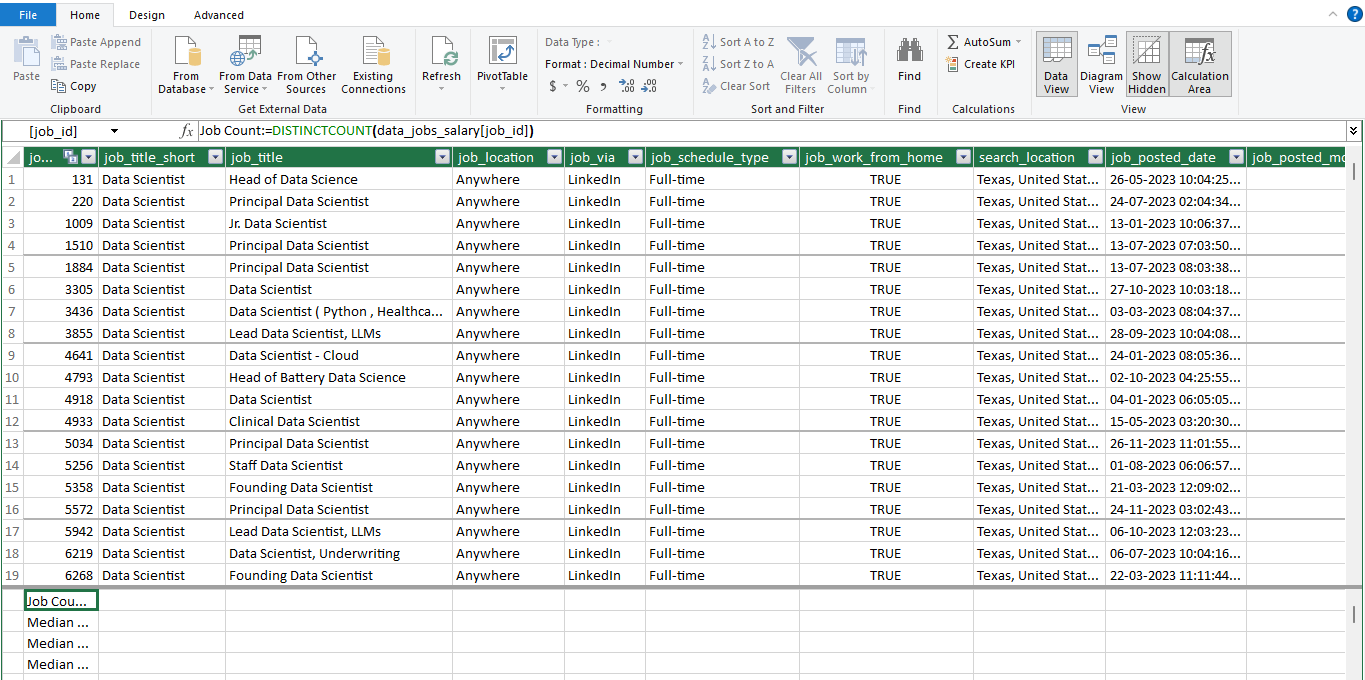 File Home Design Advanced
Paste Paste Append Paste Replace Copy
Clipboard
From Database From Data Service From Other Sources Existing Connections
Get External Data
Refresh
PivotTable
Data Type :
Format : Decimal Number
$ % , .00 .00
Formatting
Sort A to Z Sort Z to A Clear Sort Clear All Filters Sort by Column
Sort and Filter
Find
Find
AutoSum Create KPI
Calculations
Data View Diagram View Show Hidden Calculation Area
View
[job_id] fx Job Count:=DISTINCTCOUNT(data_jobs_salary[job_id])
jo... job_title_short job_title job_location job_via job_schedule_type job_work_from_home search_location job_posted_date job_posted_mo
1 131 Data Scientist Head of Data Science Anywhere LinkedIn Full-time TRUE Texas, United Stat... 26-05-2023 10:04:25...
2 220 Data Scientist Principal Data Scientist Anywhere LinkedIn Full-time TRUE Texas, United Stat... 24-07-2023 02:04:34...
3 1009 Data Scientist Jr. Data Scientist Anywhere LinkedIn Full-time TRUE Texas, United Stat... 13-01-2023 10:06:37...
4 1510 Data Scientist Principal Data Scientist Anywhere LinkedIn Full-time TRUE Texas, United Stat... 13-07-2023 07:03:50...
5 1884 Data Scientist Principal Data Scientist Anywhere LinkedIn Full-time TRUE Texas, United Stat... 13-07-2023 08:03:38...
6 3305 Data Scientist Data Scientist Anywhere LinkedIn Full-time TRUE Texas, United Stat... 27-10-2023 10:03:18...
7 3436 Data Scientist Data Scientist ( Python , Healthca... Anywhere LinkedIn Full-time TRUE Texas, United Stat... 03-03-2023 08:04:37...
8 3855 Data Scientist Lead Data Scientist, LLMs Anywhere LinkedIn Full-time TRUE Texas, United Stat... 28-09-2023 10:04:08...
9 4641 Data Scientist Data Scientist - Cloud Anywhere LinkedIn Full-time TRUE Texas, United Stat... 24-01-2023 08:05:36...
10 4793 Data Scientist Head of Battery Data Science Anywhere LinkedIn Full-time TRUE Texas, United Stat... 02-10-2023 04:25:55...
11 4918 Data Scientist Data Scientist Anywhere LinkedIn Full-time TRUE Texas, United Stat... 04-01-2023 06:05:05...
12 4933 Data Scientist Clinical Data Scientist Anywhere LinkedIn Full-time TRUE Texas, United Stat... 15-05-2023 03:20:30...
13 5034 Data Scientist Principal Data Scientist Anywhere LinkedIn Full-time TRUE Texas, United Stat... 26-11-2023 11:01:55...
14 5256 Data Scientist Staff Data Scientist Anywhere LinkedIn Full-time TRUE Texas, United Stat... 01-08-2023 06:06:57...
15 5358 Data Scientist Founding Data Scientist Anywhere LinkedIn Full-time TRUE Texas, United Stat... 21-03-2023 12:09:02...
16 5572 Data Scientist Principal Data Scientist Anywhere LinkedIn Full-time TRUE Texas, United Stat... 24-11-2023 03:02:43...
17 5942 Data Scientist Lead Data Scientist, LLMs Anywhere LinkedIn Full-time TRUE Texas, United Stat... 06-10-2023 12:03:23...
18 6219 Data Scientist Data Scientist, Underwriting Anywhere LinkedIn Full-time TRUE Texas, United Stat... 06-07-2023 10:04:16...
19 6268 Data Scientist Founding Data Scientist Anywhere LinkedIn Full-time TRUE Texas, United Stat... 22-03-2023 11:11:44...
Job Cou...
Median ...
Median ...
Median ...